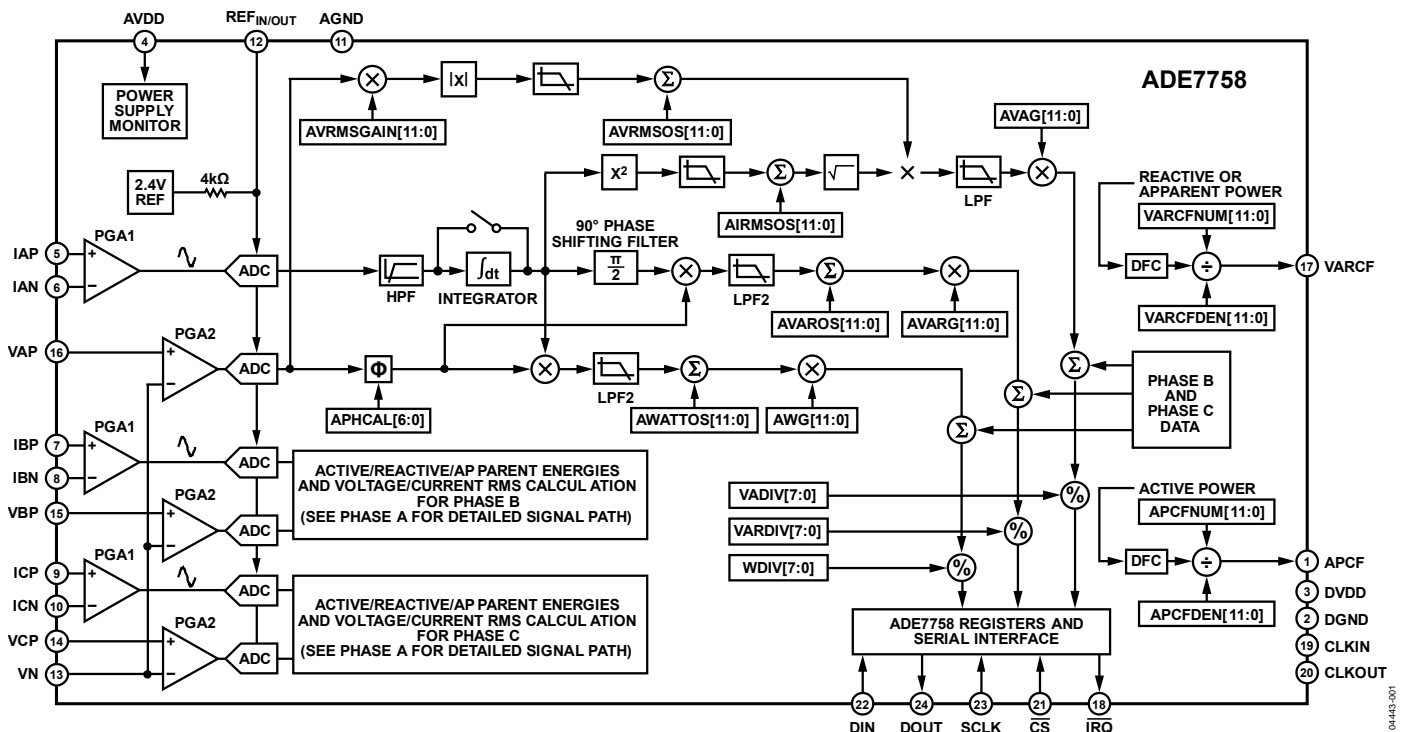 AVDD
REFIN/OUT
AGND
4
12
11
ADE7758
POWER
SUPPLY
MONITOR
|X|
Σ
AVRMSGAIN[11:0]
AVRMSOS[11:0]
AVAG[11:0]
2.4V
REF
4kΩ
X²
Σ
√
LPF
AIRMSOS[11:0]
REACTIVE OR
APPARENT POWER
VARCFNUM[11:0]
DFC
÷
17
VARCF
VARCFDEN[11:0]
PGA1
IAP
5
+
IAN
6
−
ADC
HPF
∫dt
INTEGRATOR
90° PHASE
SHIFTING FILTER
π
2
LPF2
Σ
AVAROS[11:0]
AVARG[11:0]
PGA2
VAP
16
+
−
ADC
Φ
APHCAL[6:0]
LPF2
Σ
AWATTOS[11:0]
AWG[11:0]
Σ
Σ
Σ
PHASE B
AND
PHASE C
DATA
PGA1
IBP
7
+
IBN
8
−
ADC
PGA2
VBP
15
+
−
ADC
ACTIVE/REACTIVE/AP PARENT ENERGIES
AND VOLTAGE/CURRENT RMS CALCUL ATION
FOR PHASE B
(SEE PHASE A FOR DETAILED SIGNAL PATH)
VADIV[7:0]
%
VARDIV[7:0]
%
WDIV[7:0]
%
ACTIVE POWER
APCFNUM[11:0]
DFC
÷
1
APCF
APCFDEN[11:0]
3
DVDD
2
DGND
19
CLKIN
20
CLKOUT
PGA1
ICP
9
+
ICN
10
−
ADC
PGA2
VCP
14
+
VN
13
−
ADC
ACTIVE/REACTIVE/AP PARENT ENERGIES
AND VOLTAGE/CURRENT RMS CALCUL ATION
FOR PHASE C
(SEE PHASE A FOR DETAILED SIGNAL PATH)
ADE7758 REGISTERS AND
SERIAL INTERFACE
22
24
23
21
18
DIN
DOUT
SCLK
CS
IRQ
04443-001